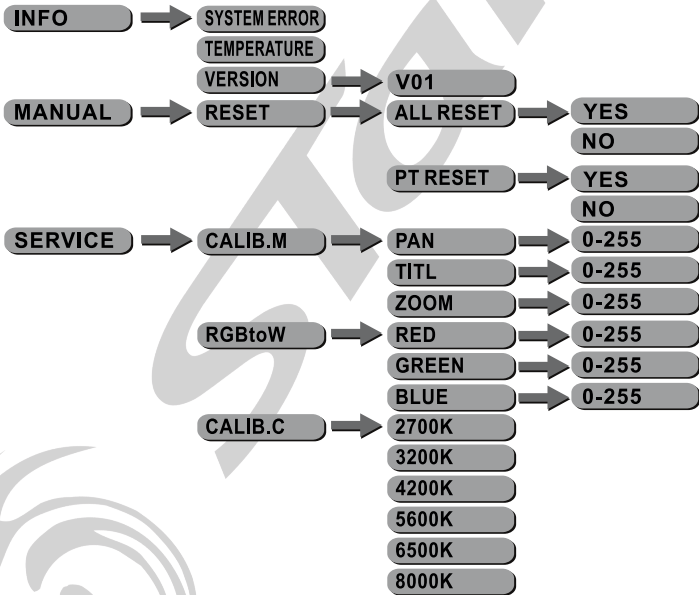 INFO SYSTEM ERROR
TEMPERATURE
VERSION V01
MANUAL RESET ALL RESET YES
NO
PT RESET YES
NO
SERVICE CALIB.M PAN 0-255
TITL 0-255
ZOOM 0-255
RGBtoW RED 0-255
GREEN 0-255
BLUE 0-255
CALIB.C 2700K
3200K
4200K
5600K
6500K
8000K